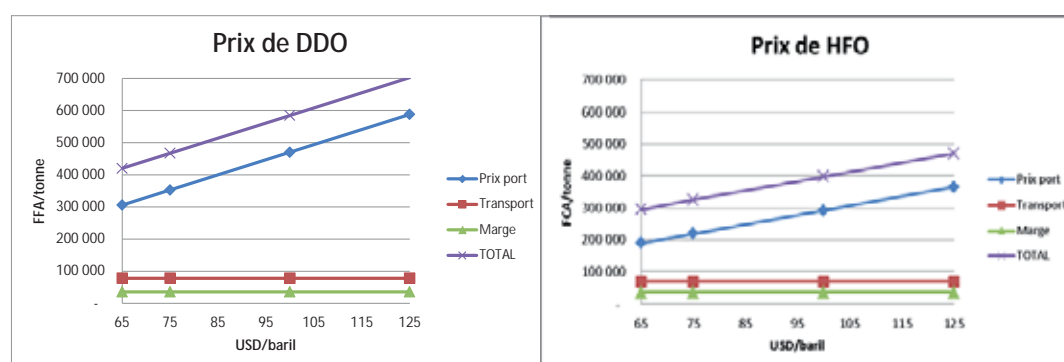 Prix de DDO
700 000
600 000
500 000
400 000
300 000
200 000
100 000
-
FFA/tonne
65 75 85 95 105 115 125
USD/baril
Prix port
Transport
Marge
TOTAL
Prix de HFO
700 000
600 000
500 000
400 000
300 000
200 000
100 000
-
FCA/tonne
65 75 85 95 105 115 125
USD/baril
Prix port
Transport
Marge
TOTAL